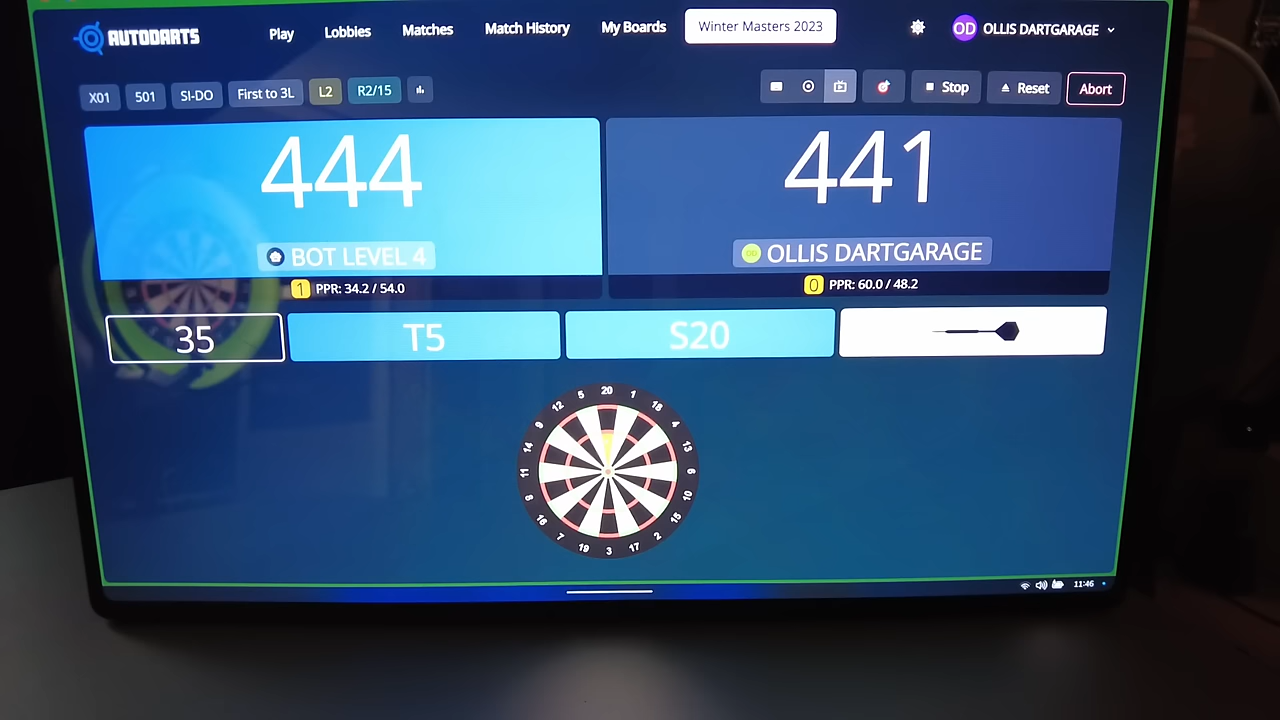 AUTODARTS Play Lobbies Matches Match History My Boards Winter Masters 2023 OD OLLIS DARTGARAGE
X01 501 SI-DO First to 3L L2 R2/15 Stop Reset Abort
444 441
BOT LEVEL 4 OLLIS DARTGARAGE
1 PPR: 34.2 / 54.0 0 PPR: 60.0 / 48.2
35 T5 S20
20 1 18 4 13 6 10 15 2 17 3 19 7 16 8 11 14 9 12 5
11:46